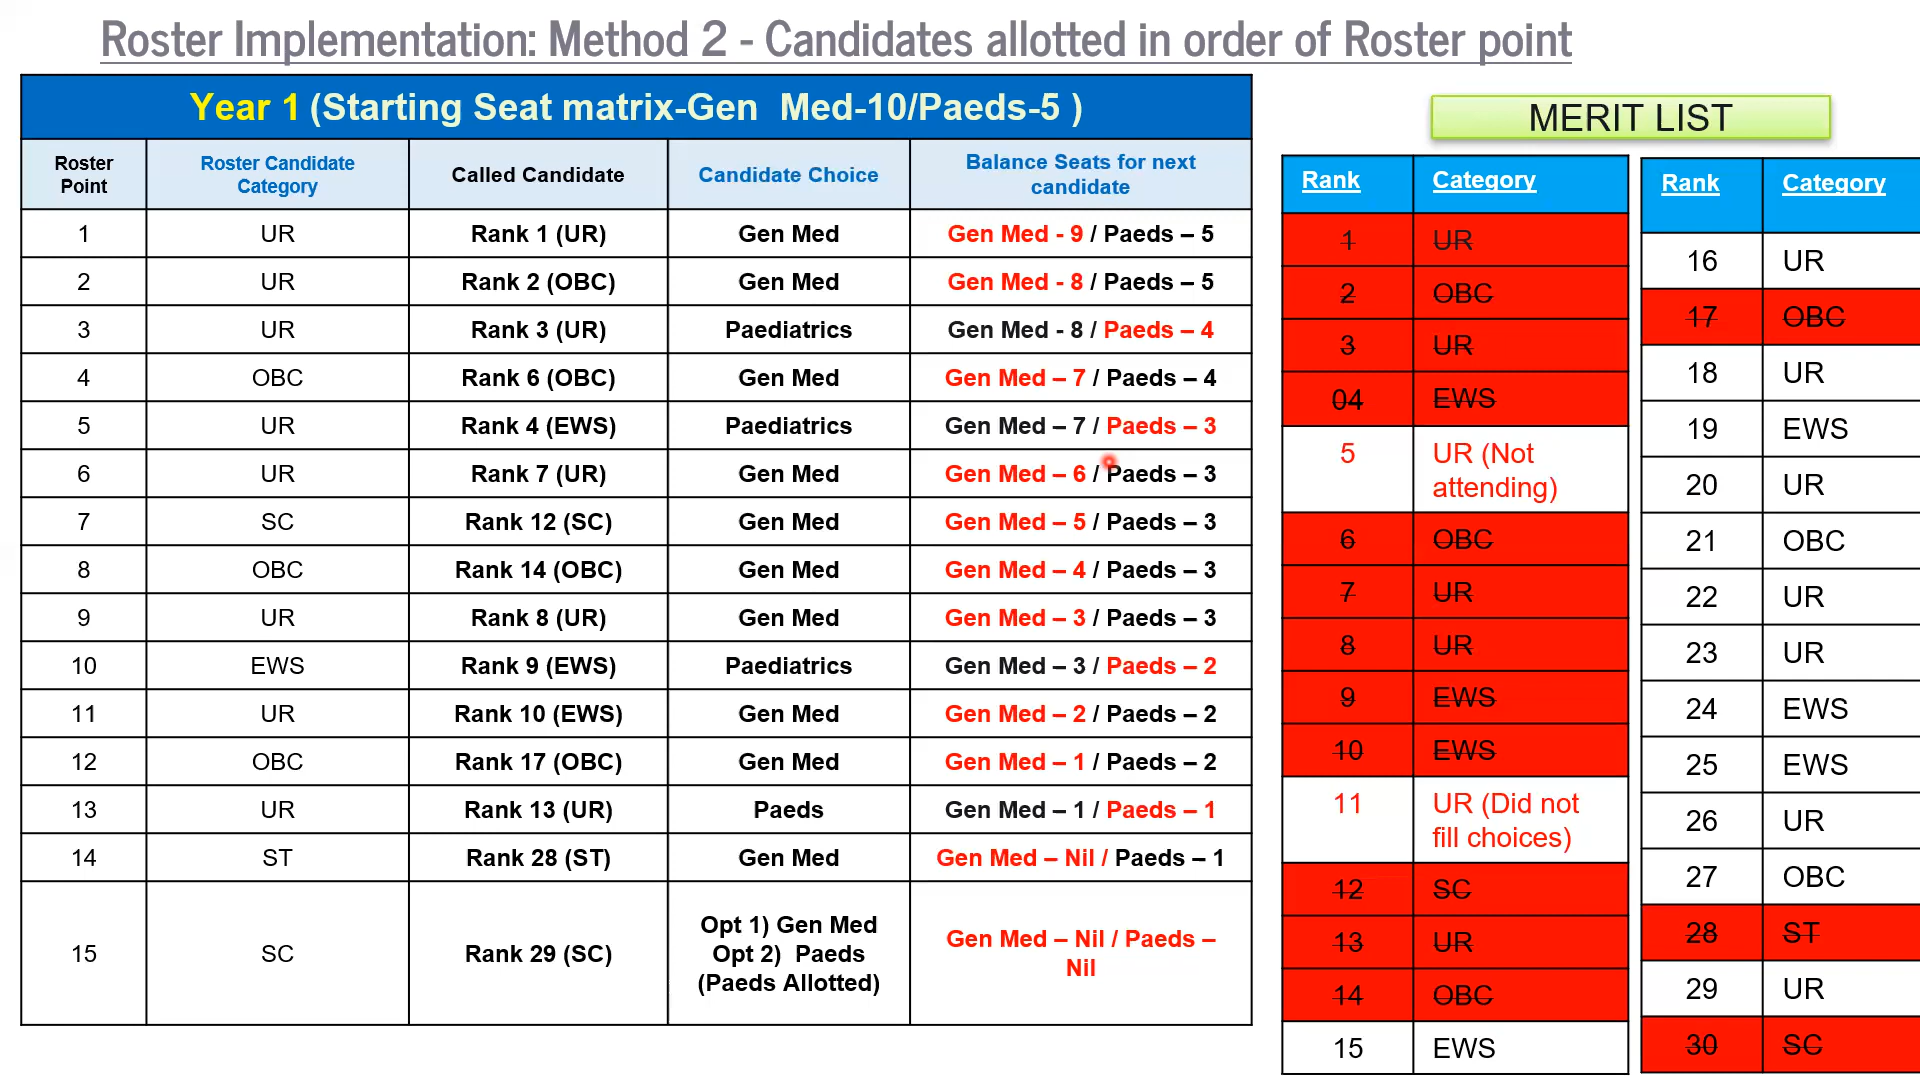 Roster Implementation: Method 2 - Candidates allotted in order of Roster point
Year 1 (Starting Seat matrix-Gen Med-10/Paeds-5 )
Roster Point Roster Candidate Category Called Candidate Candidate Choice Balance Seats for next candidate
1 UR Rank 1 (UR) Gen Med Gen Med - 9 / Paeds – 5
2 UR Rank 2 (OBC) Gen Med Gen Med - 8 / Paeds – 5
3 UR Rank 3 (UR) Paediatrics Gen Med - 8 / Paeds – 4
4 OBC Rank 6 (OBC) Gen Med Gen Med – 7 / Paeds – 4
5 UR Rank 4 (EWS) Paediatrics Gen Med – 7 / Paeds – 3
6 UR Rank 7 (UR) Gen Med Gen Med – 6 / Paeds – 3
7 SC Rank 12 (SC) Gen Med Gen Med – 5 / Paeds – 3
8 OBC Rank 14 (OBC) Gen Med Gen Med – 4 / Paeds – 3
9 UR Rank 8 (UR) Gen Med Gen Med – 3 / Paeds – 3
10 EWS Rank 9 (EWS) Paediatrics Gen Med – 3 / Paeds – 2
11 UR Rank 10 (EWS) Gen Med Gen Med – 2 / Paeds – 2
12 OBC Rank 17 (OBC) Gen Med Gen Med – 1 / Paeds – 2
13 UR Rank 13 (UR) Paeds Gen Med – 1 / Paeds – 1
14 ST Rank 28 (ST) Gen Med Gen Med – Nil / Paeds – 1
15 SC Rank 29 (SC) Opt 1) Gen Med Opt 2) Paeds (Paeds Allotted) Gen Med – Nil / Paeds – Nil
MERIT LIST
Rank Category
1 UR
2 OBC
3 UR
04 EWS
5 UR (Not attending)
6 OBC
7 UR
8 UR
9 EWS
10 EWS
11 UR (Did not fill choices)
12 SC
13 UR
14 OBC
15 EWS
Rank Category
16 UR
17 OBC
18 UR
19 EWS
20 UR
21 OBC
22 UR
23 UR
24 EWS
25 EWS
26 UR
27 OBC
28 ST
29 UR
30 SC